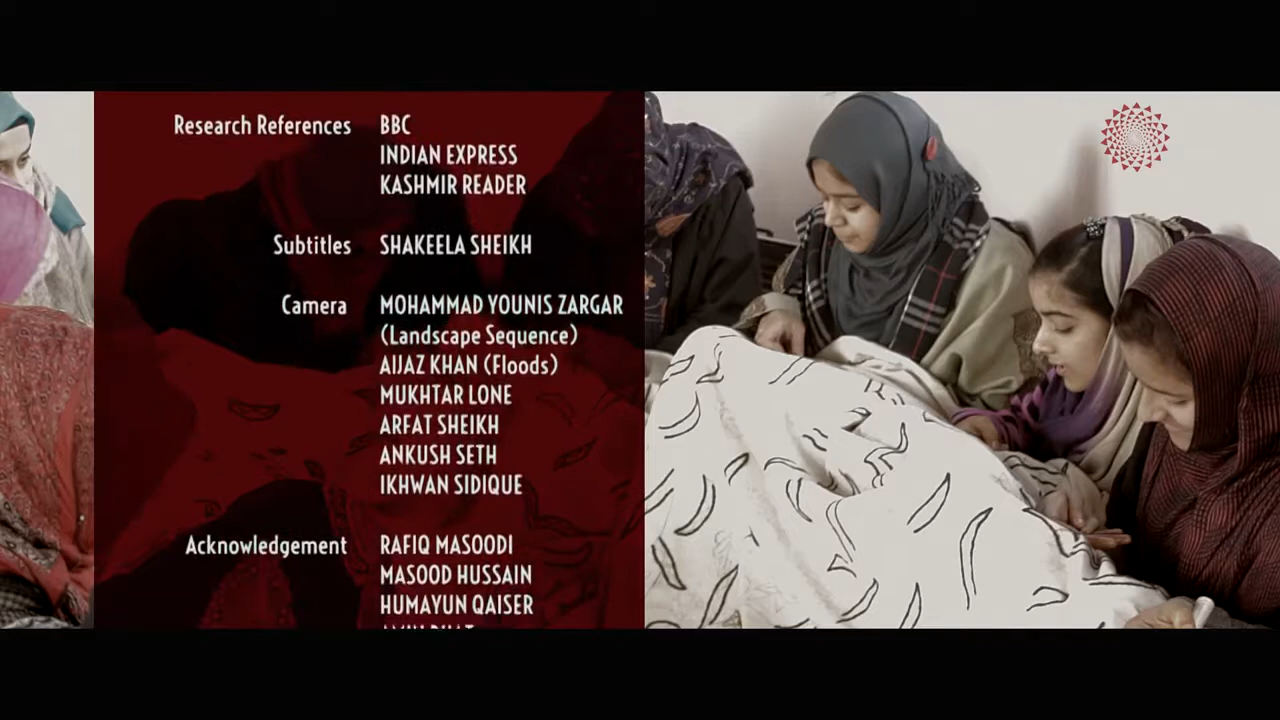 Research References BBC
INDIAN EXPRESS
KASHMIR READER
Subtitles SHAKEELA SHEIKH
Camera MOHAMMAD YOUNIS ZARGAR
(Landscape Sequence)
AIJAZ KHAN (Floods)
MUKHTAR LONE
ARFAT SHEIKH
ANKUSH SETH
IKHWAN SIDIQUE
Acknowledgement RAFIQ MASOODI
MASOOD HUSSAIN
HUMAYUN QAISER